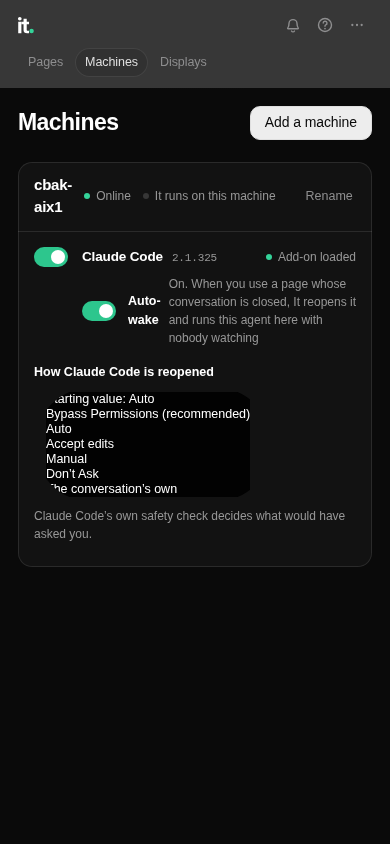 it.
Pages Machines Displays
Machines
Add a machine
cbak-
aix1
Online
It runs on this machine
Rename
Claude Code 2.1.325
Add-on loaded
Auto-
wake
On. When you use a page whose
conversation is closed, It reopens it
and runs this agent here with
nobody watching
How Claude Code is reopened
value: Auto
Bypass Permissions (recommended)
Auto
Accept edits
Manual
Don’t Ask
conversation’s own
Claude Code’s own safety check decides what would have
asked you.